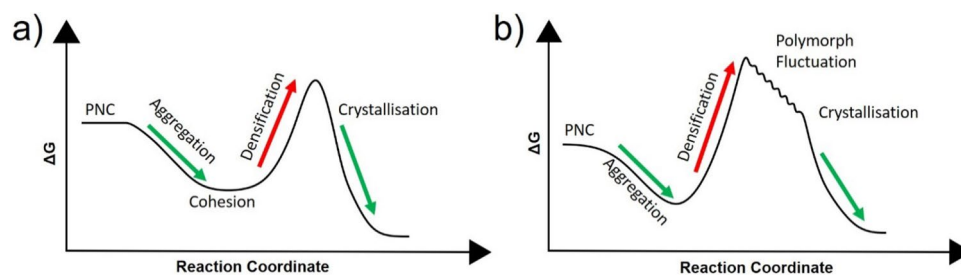 a)
ΔG
PNC
Aggregation
Cohesion
Densification
Crystallisation
Reaction Coordinate
b)
ΔG
PNC
Aggregation
Densification
Polymorph
Fluctuation
Crystallisation
Reaction Coordinate